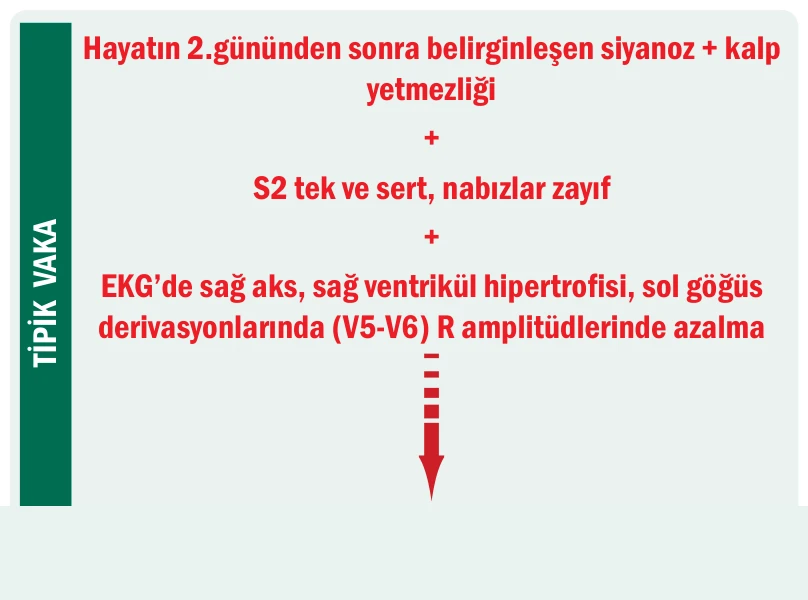 TİPİK VAKA
Hayatın 2.gününden sonra belirginleşen siyanoz + kalp
yetmezliği
+
S2 tek ve sert, nabızlar zayıf
+
EKG’de sağ aks, sağ ventrikül hipertrofisi, sol göğüs
derivasyonlarında (V5-V6) R amplitüdlerinde azalma